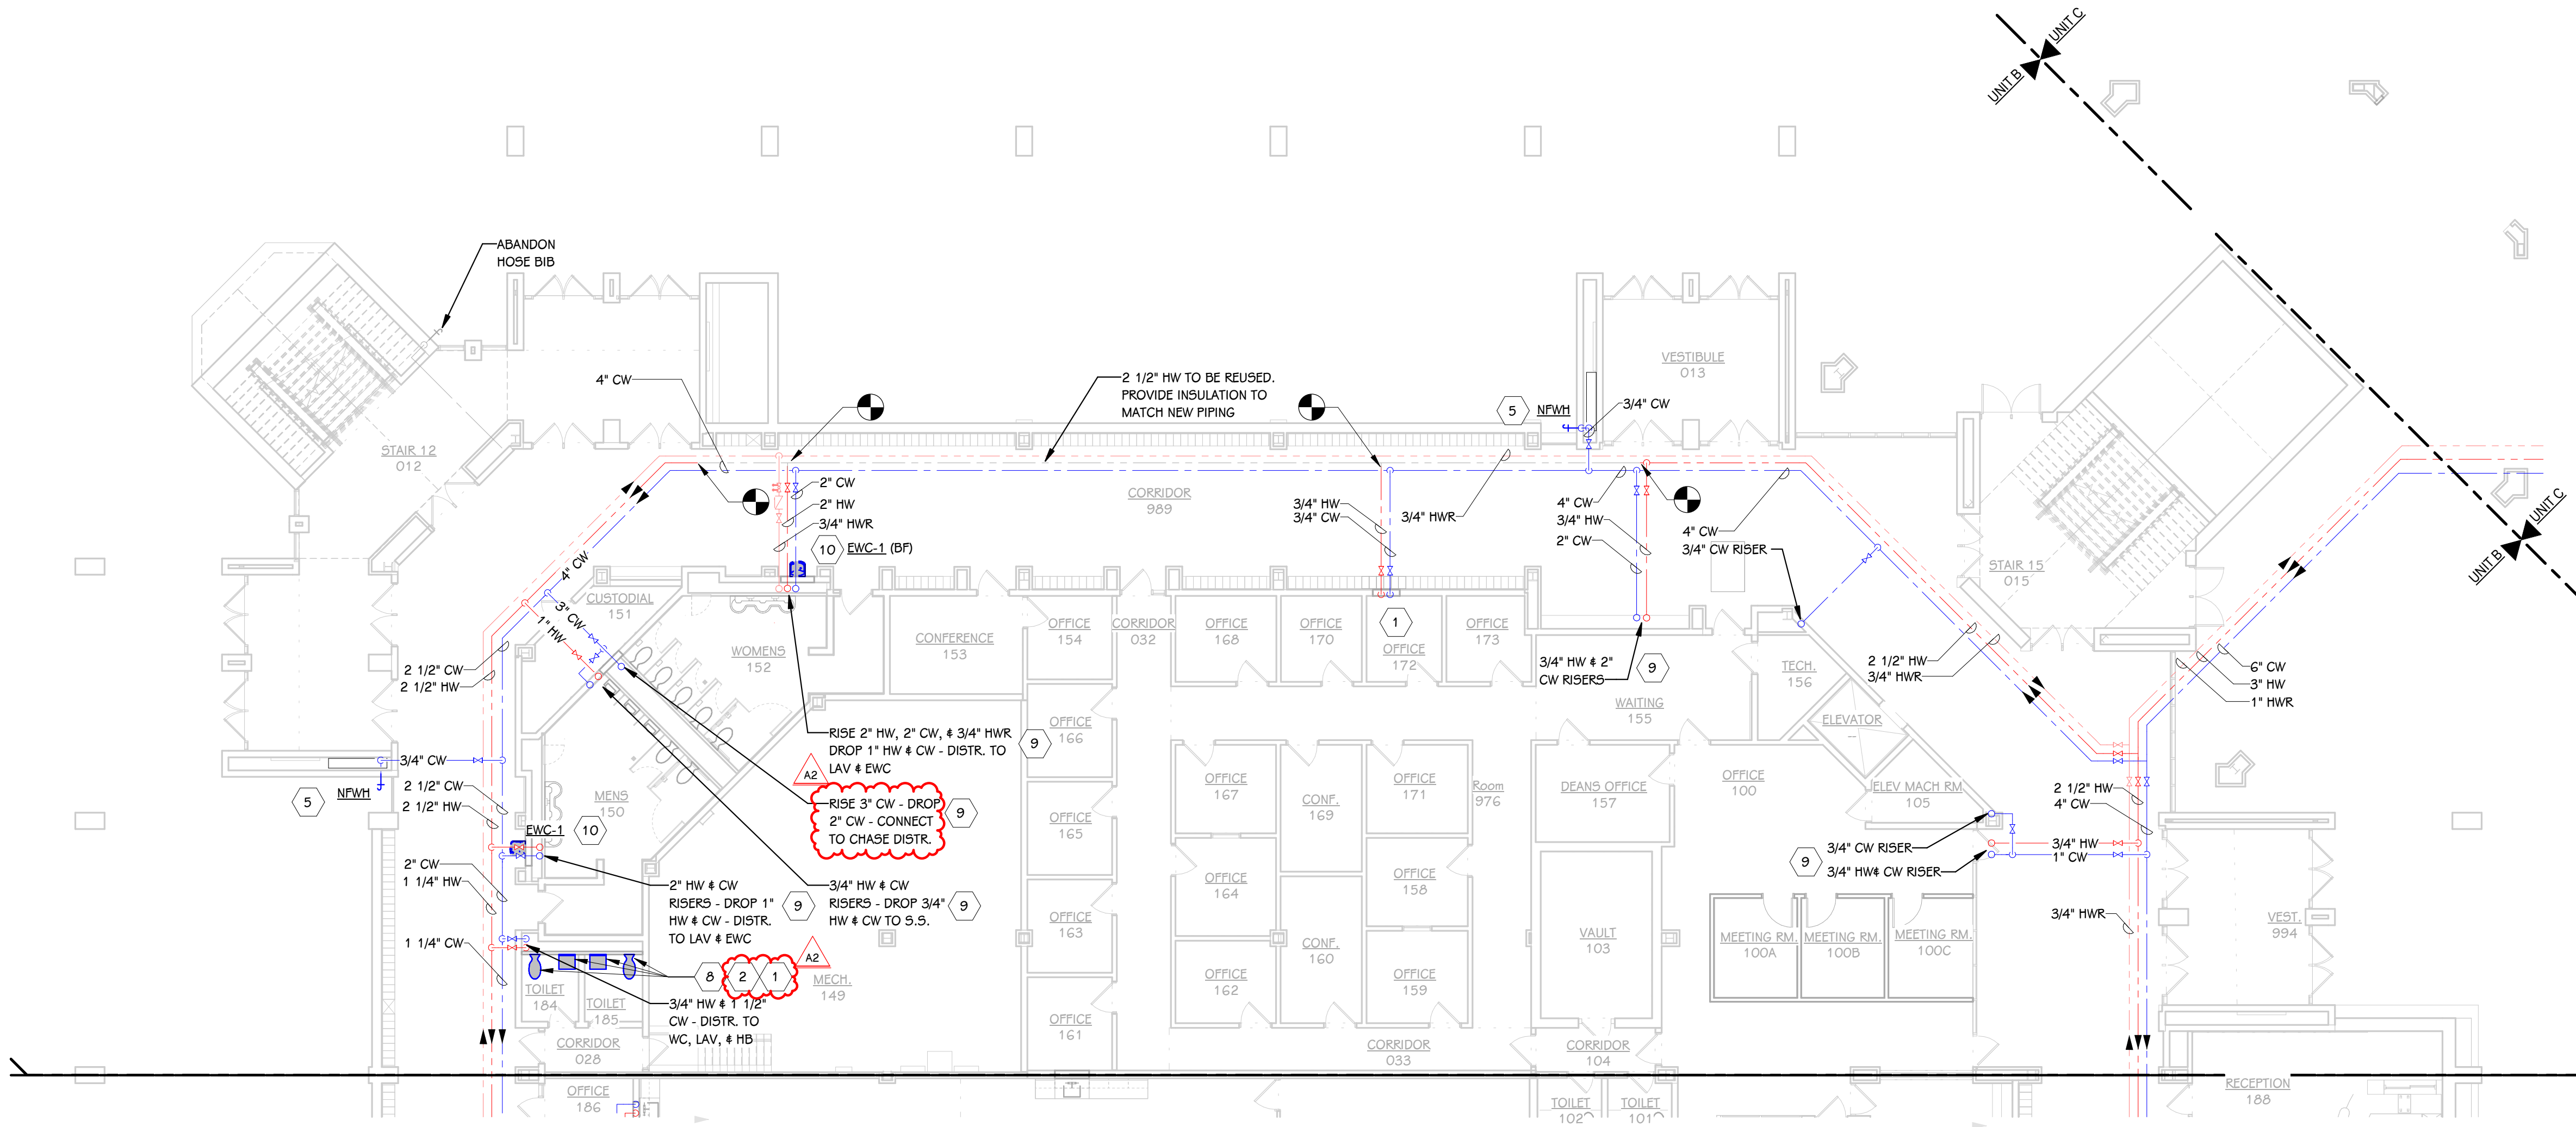 UNIT C
UNIT B
ABANDON
HOSE BIB
4" CW
2 1/2" HW TO BE REUSED.
PROVIDE INSULATION TO
MATCH NEW PIPING
5
NFWH
3/4" CW
VESTIBULE
013
STAIR 12
012
UNIT C
UNIT B
2" CW
2" HW
3/4" HWR
10
EWC-1 (BF)
CORRIDOR
989
3/4" HW
3/4" CW
3/4" HWR
4" CW
3/4" HW
2" CW
4" CW
3/4" CW RISER
STAIR 15
015
4" CW
3" CW
1" HW
CUSTODIAL
151
WOMENS
152
CONFERENCE
153
OFFICE
154
CORRIDOR
032
OFFICE
168
OFFICE
170
1
OFFICE
172
OFFICE
173
3/4" HW & 2"
CW RISERS
9
WAITING
155
TECH.
156
ELEVATOR
2 1/2" HW
3/4" HWR
6" CW
3" HW
1" HWR
2 1/2" CW
2 1/2" HW
3/4" CW
5
NFWH
2 1/2" CW
2 1/2" HW
RISE 2" HW, 2" CW, & 3/4" HWR
DROP 1" HW & CW - DISTR. TO
LAV & EWC
9
A2
RISE 3" CW - DROP
2" CW - CONNECT
TO CHASE DISTR.
9
MENS
150
EWC-1
10
OFFICE
166
OFFICE
165
OFFICE
167
CONF.
169
OFFICE
171
Room
976
DEANS OFFICE
157
OFFICE
100
ELEV MACH RM.
105
2 1/2" HW
4" CW
3/4" HW
1" CW
9
3/4" CW RISER
3/4" HW& CW RISER
2" CW
1 1/4" HW
1 1/4" CW
2" HW & CW
RISERS - DROP 1"
HW & CW - DISTR.
TO LAV & EWC
9
3/4" HW & CW
RISERS - DROP 3/4"
HW & CW TO S.S.
9
OFFICE
164
OFFICE
158
OFFICE
163
CONF.
160
VAULT
103
MEETING RM.
100A
MEETING RM.
100B
MEETING RM.
100C
3/4" HWR
VEST.
994
8
2
1
A2
MECH.
149
TOILET
184
TOILET
185
3/4" HW & 1 1/2"
CW - DISTR. TO
WC, LAV, & HB
OFFICE
162
OFFICE
159
OFFICE
161
CORRIDOR
028
CORRIDOR
033
CORRIDOR
104
OFFICE
186
TOILET
102
TOILET
101
RECEPTION
188